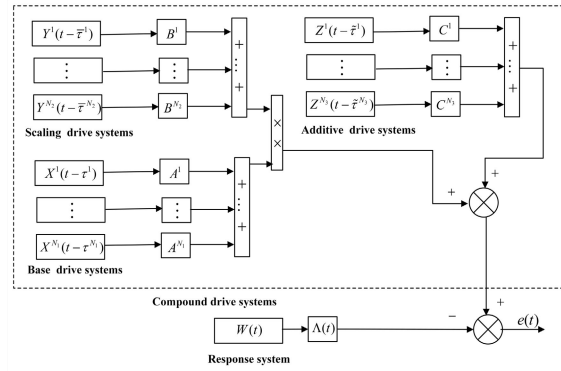 Y¹(t−τ̄¹) B¹
⋮ ⋮
Y^{N₂}(t−τ̄^{N₂}) B^{N₂}
+ ⋮ +
Scaling drive systems
X¹(t−τ¹) A¹
⋮ ⋮
X^{N₁}(t−τ^{N₁}) A^{N₁}
+ ⋮ +
Base drive systems
× ×
Z¹(t−τ̃¹) C¹
⋮ ⋮
Z^{N₃}(t−τ̃^{N₃}) C^{N₃}
+ ⋮ +
Additive drive systems
+ +
Compound drive systems
+
W(t) Λ(t) − e(t)
Response system